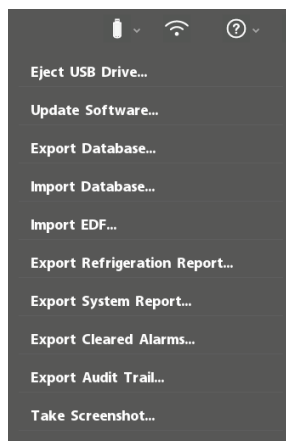 Eject USB Drive...
Update Software...
Export Database...
Import Database...
Import EDF...
Export Refrigeration Report...
Export System Report...
Export Cleared Alarms...
Export Audit Trail...
Take Screenshot...